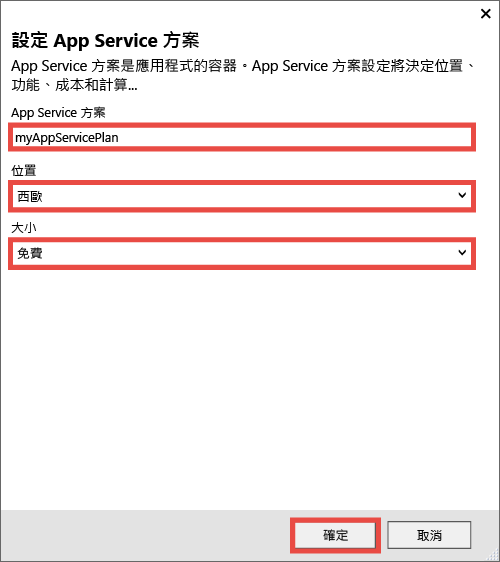 設定 App Service 方案
App Service 方案是應用程式的容器。App Service 方案設定將決定位置、
功能、成本和計算...
App Service 方案
myAppServicePlan
位置
西歐
大小
免費
確定
取消